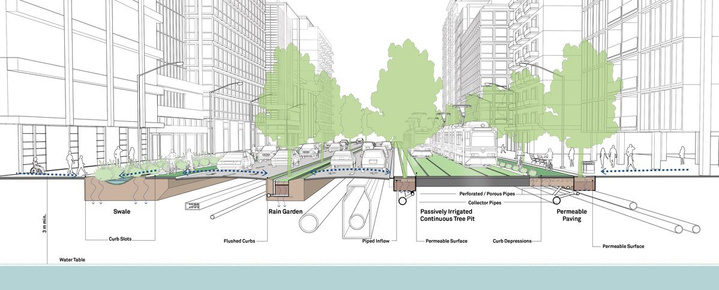 Perforated / Porous Pipes
Collector Pipes
Swale
Rain Garden
Passively Irrigated
Continuous Tree Pit
Permeable
Paving
Curb Slots
Flushed Curbs
Piped Inflow
Permeable Surface
Curb Depressions
Permeable Surface
3 m min.
Water Table